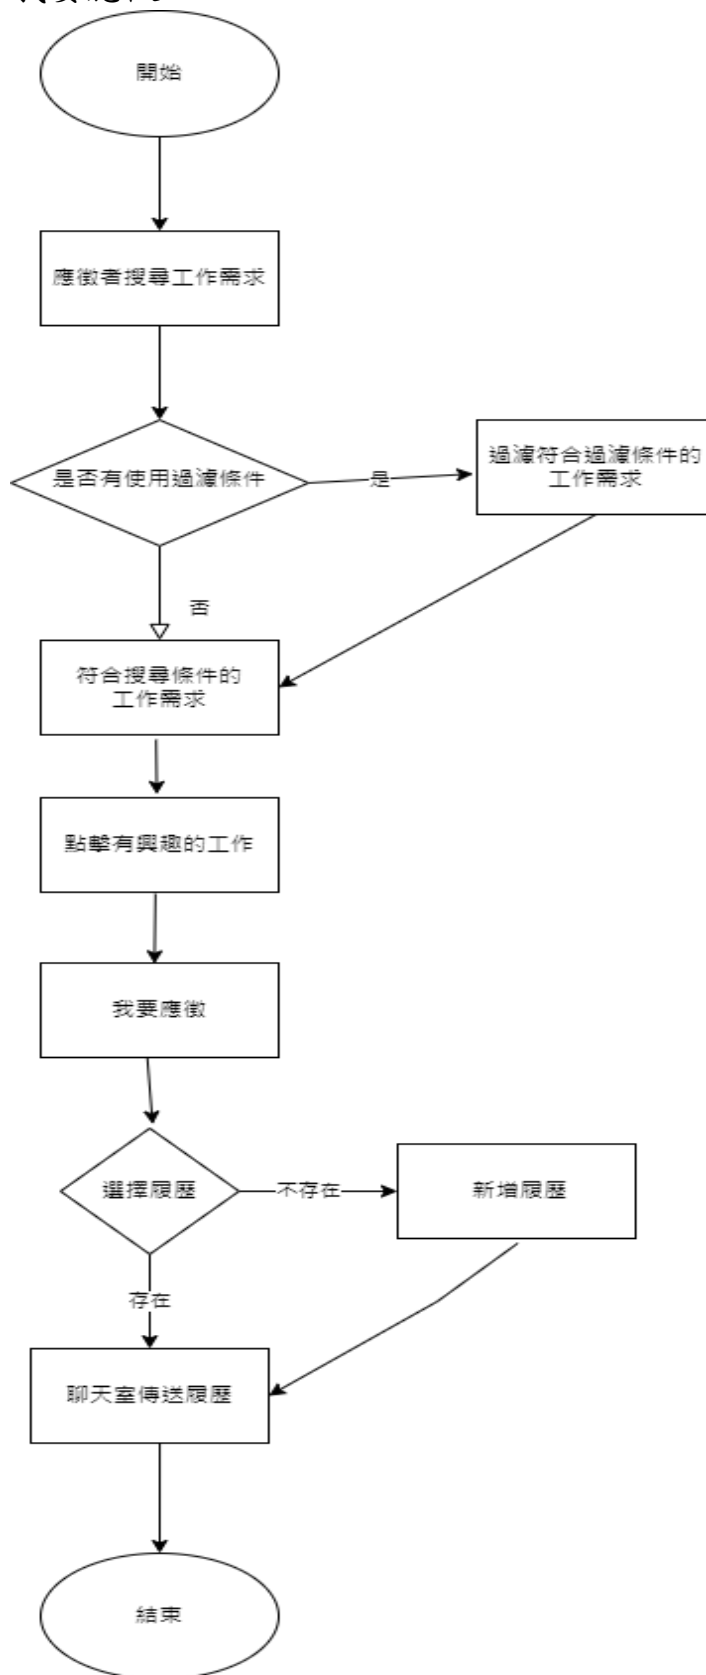 開始
應徵者搜尋工作需求
是否有使用過濾條件
是
過濾符合過濾條件的
工作需求
否
符合搜尋條件的
工作需求
點擊有興趣的工作
我要應徵
選擇履歷
不存在
新增履歷
存在
聊天室傳送履歷
結束